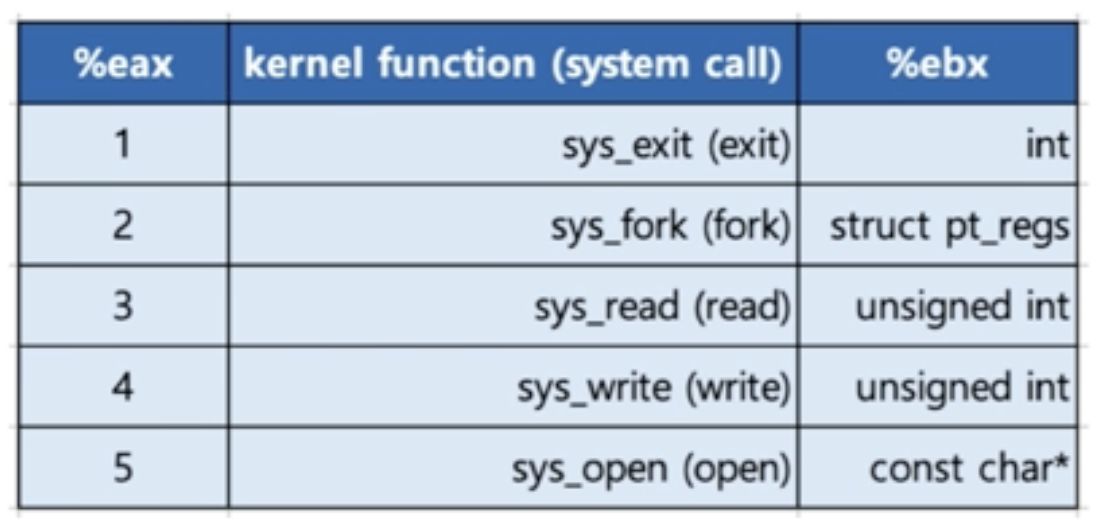 %eax kernel function (system call) %ebx
1 sys_exit (exit) int
2 sys_fork (fork) struct pt_regs
3 sys_read (read) unsigned int
4 sys_write (write) unsigned int
5 sys_open (open) const char*